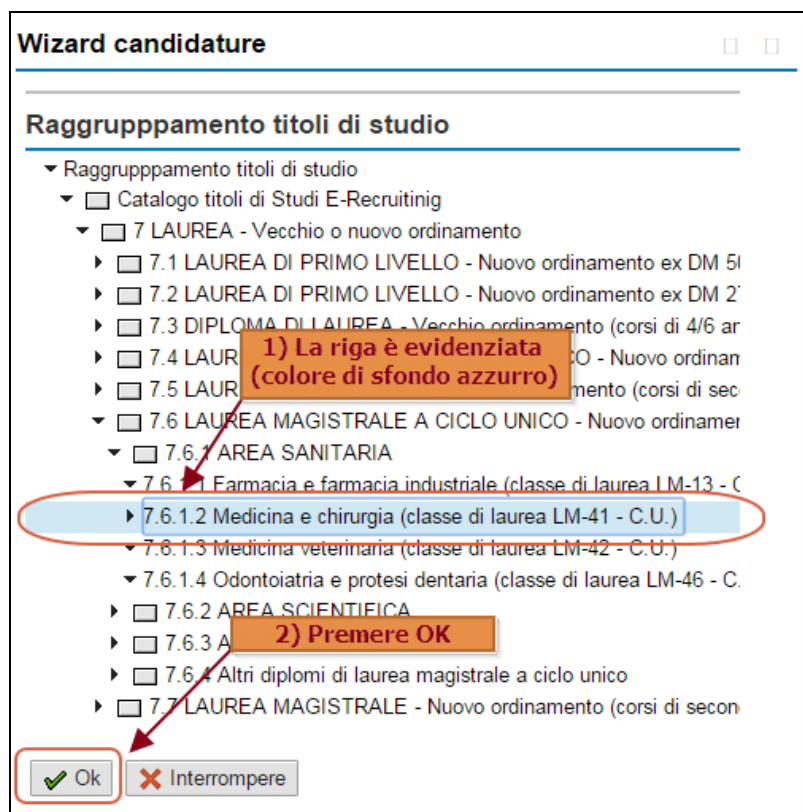 Wizard candidature
Raggrupppamento titoli di studio
Raggrupppamento titoli di studio
Catalogo titoli di Studi E-Recruitinig
7 LAUREA - Vecchio o nuovo ordinamento
7.1 LAUREA DI PRIMO LIVELLO - Nuovo ordinamento ex DM 50
7.2 LAUREA DI PRIMO LIVELLO - Nuovo ordinamento ex DM 27
7.3 DIPLOMA DI LAUREA - Vecchio ordinamento (corsi di 4/6 an
1) La riga è evidenziata
(colore di sfondo azzurro)
7.4 LAUR CO - Nuovo ordinam
7.5 LAUR mento (corsi di sec
7.6 LAUREA MAGISTRALE A CICLO UNICO - Nuovo ordinamen
7.6.1 AREA SANITARIA
7.6.1.1 Farmacia e farmacia industriale (classe di laurea LM-13 - C
7.6.1.2 Medicina e chirurgia (classe di laurea LM-41 - C.U.)
7.6.1.3 Medicina veterinaria (classe di laurea LM-42 - C.U.)
7.6.1.4 Odontoiatria e protesi dentaria (classe di laurea LM-46 - C.
7.6.2 AREA SCIENTIFICA
7.6.3 A
2) Premere OK
7.6.4 Altri diplomi di laurea magistrale a ciclo unico
7.7 LAUREA MAGISTRALE - Nuovo ordinamento (corsi di secon
Ok
Interrompere